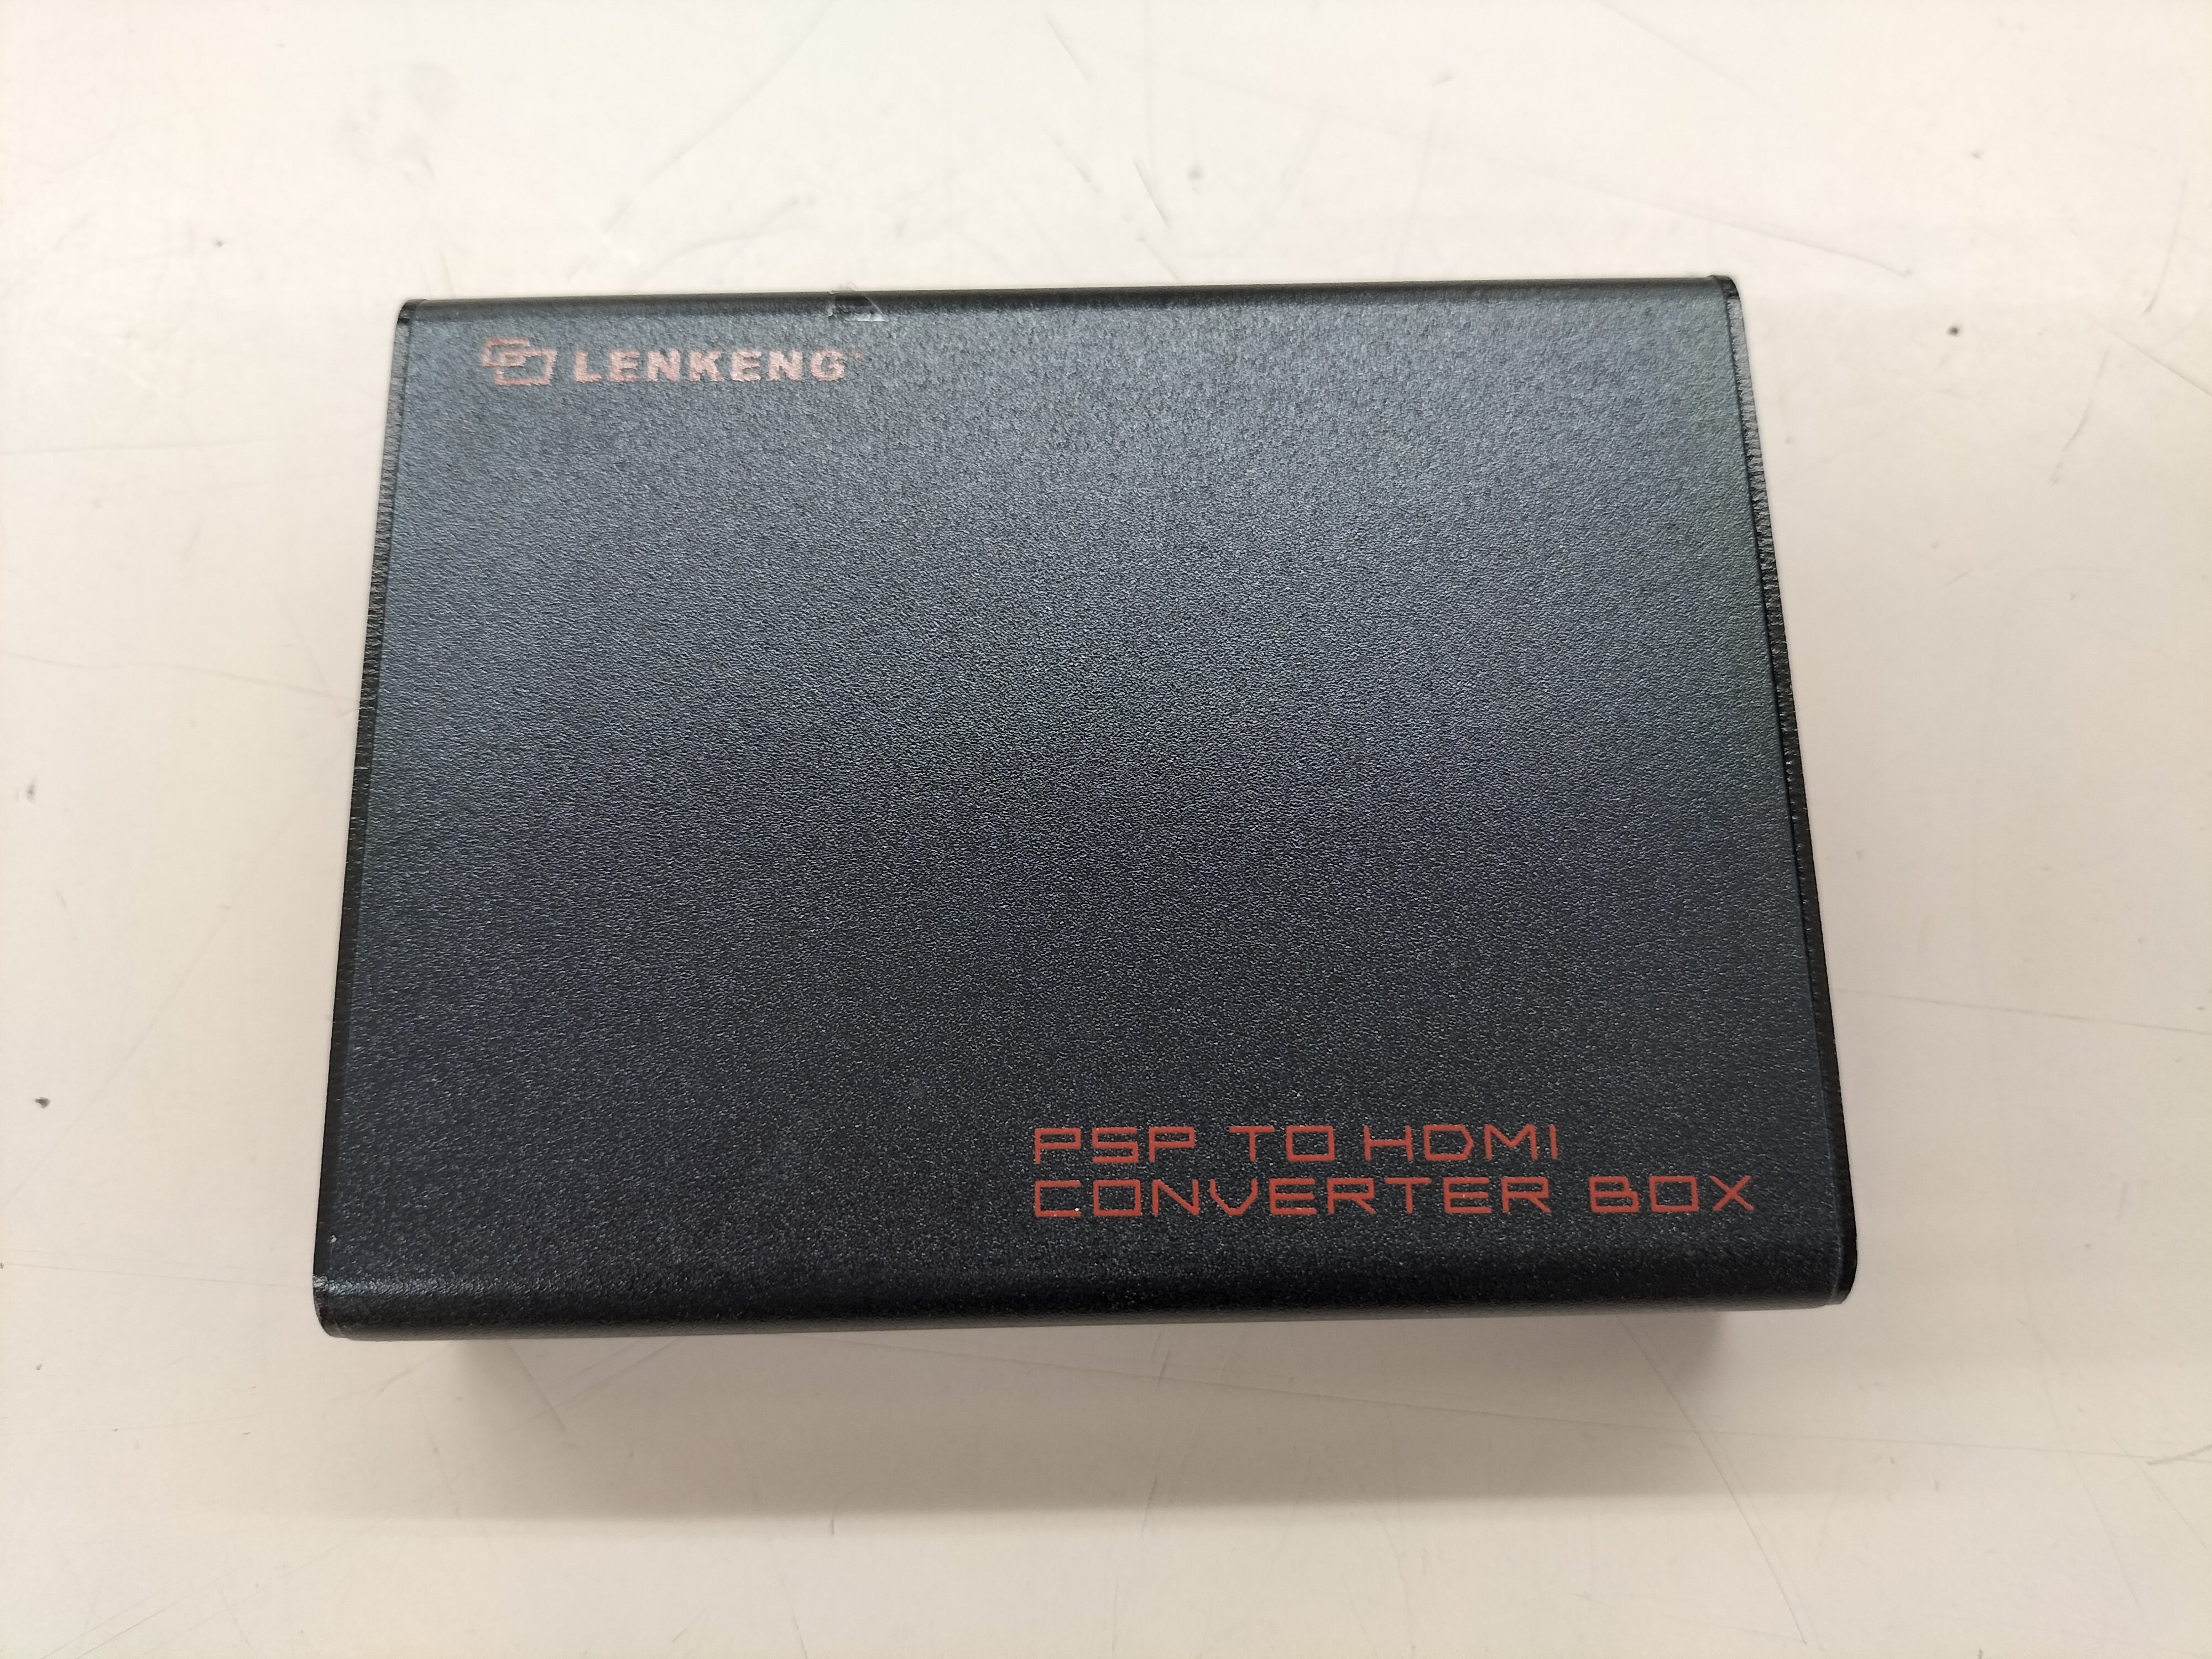 LENKENG
PSP TO HDMI
CONVERTER BOX